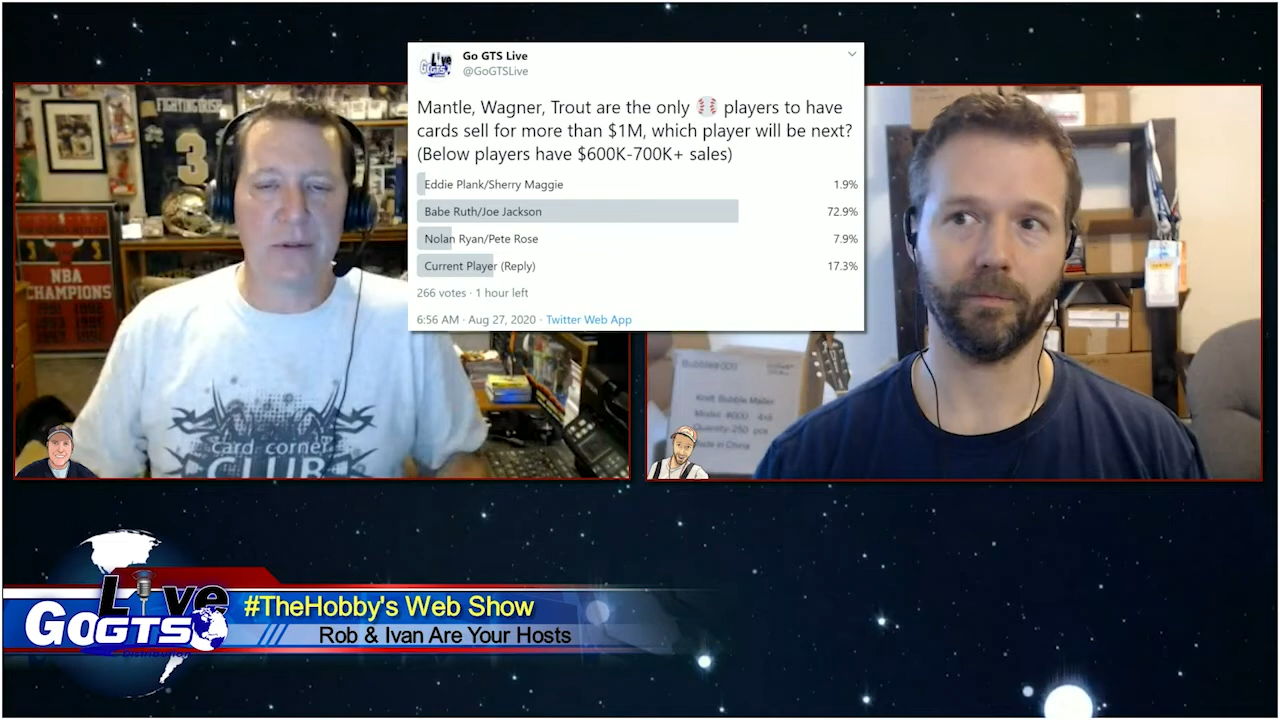 Go GTS Live
@GoGTSLive
Mantle, Wagner, Trout are the only ⚾ players to have
cards sell for more than $1M, which player will be next?
(Below players have $600K-700K+ sales)
Eddie Plank/Sherry Maggie 1.9%
Babe Ruth/Joe Jackson 72.9%
Nolan Ryan/Pete Rose 7.9%
Current Player (Reply) 17.3%
266 votes · 1 hour left
6:56 AM · Aug 27, 2020 · Twitter Web App
FIGHTING IRISH
3
NBA
CHAMPIONS
card corner
CLUB
Kraft Bubble Mailer
Quantity: 250 pcs
Made in China
Live
GoGTS
#TheHobby's Web Show
Rob & Ivan Are Your Hosts